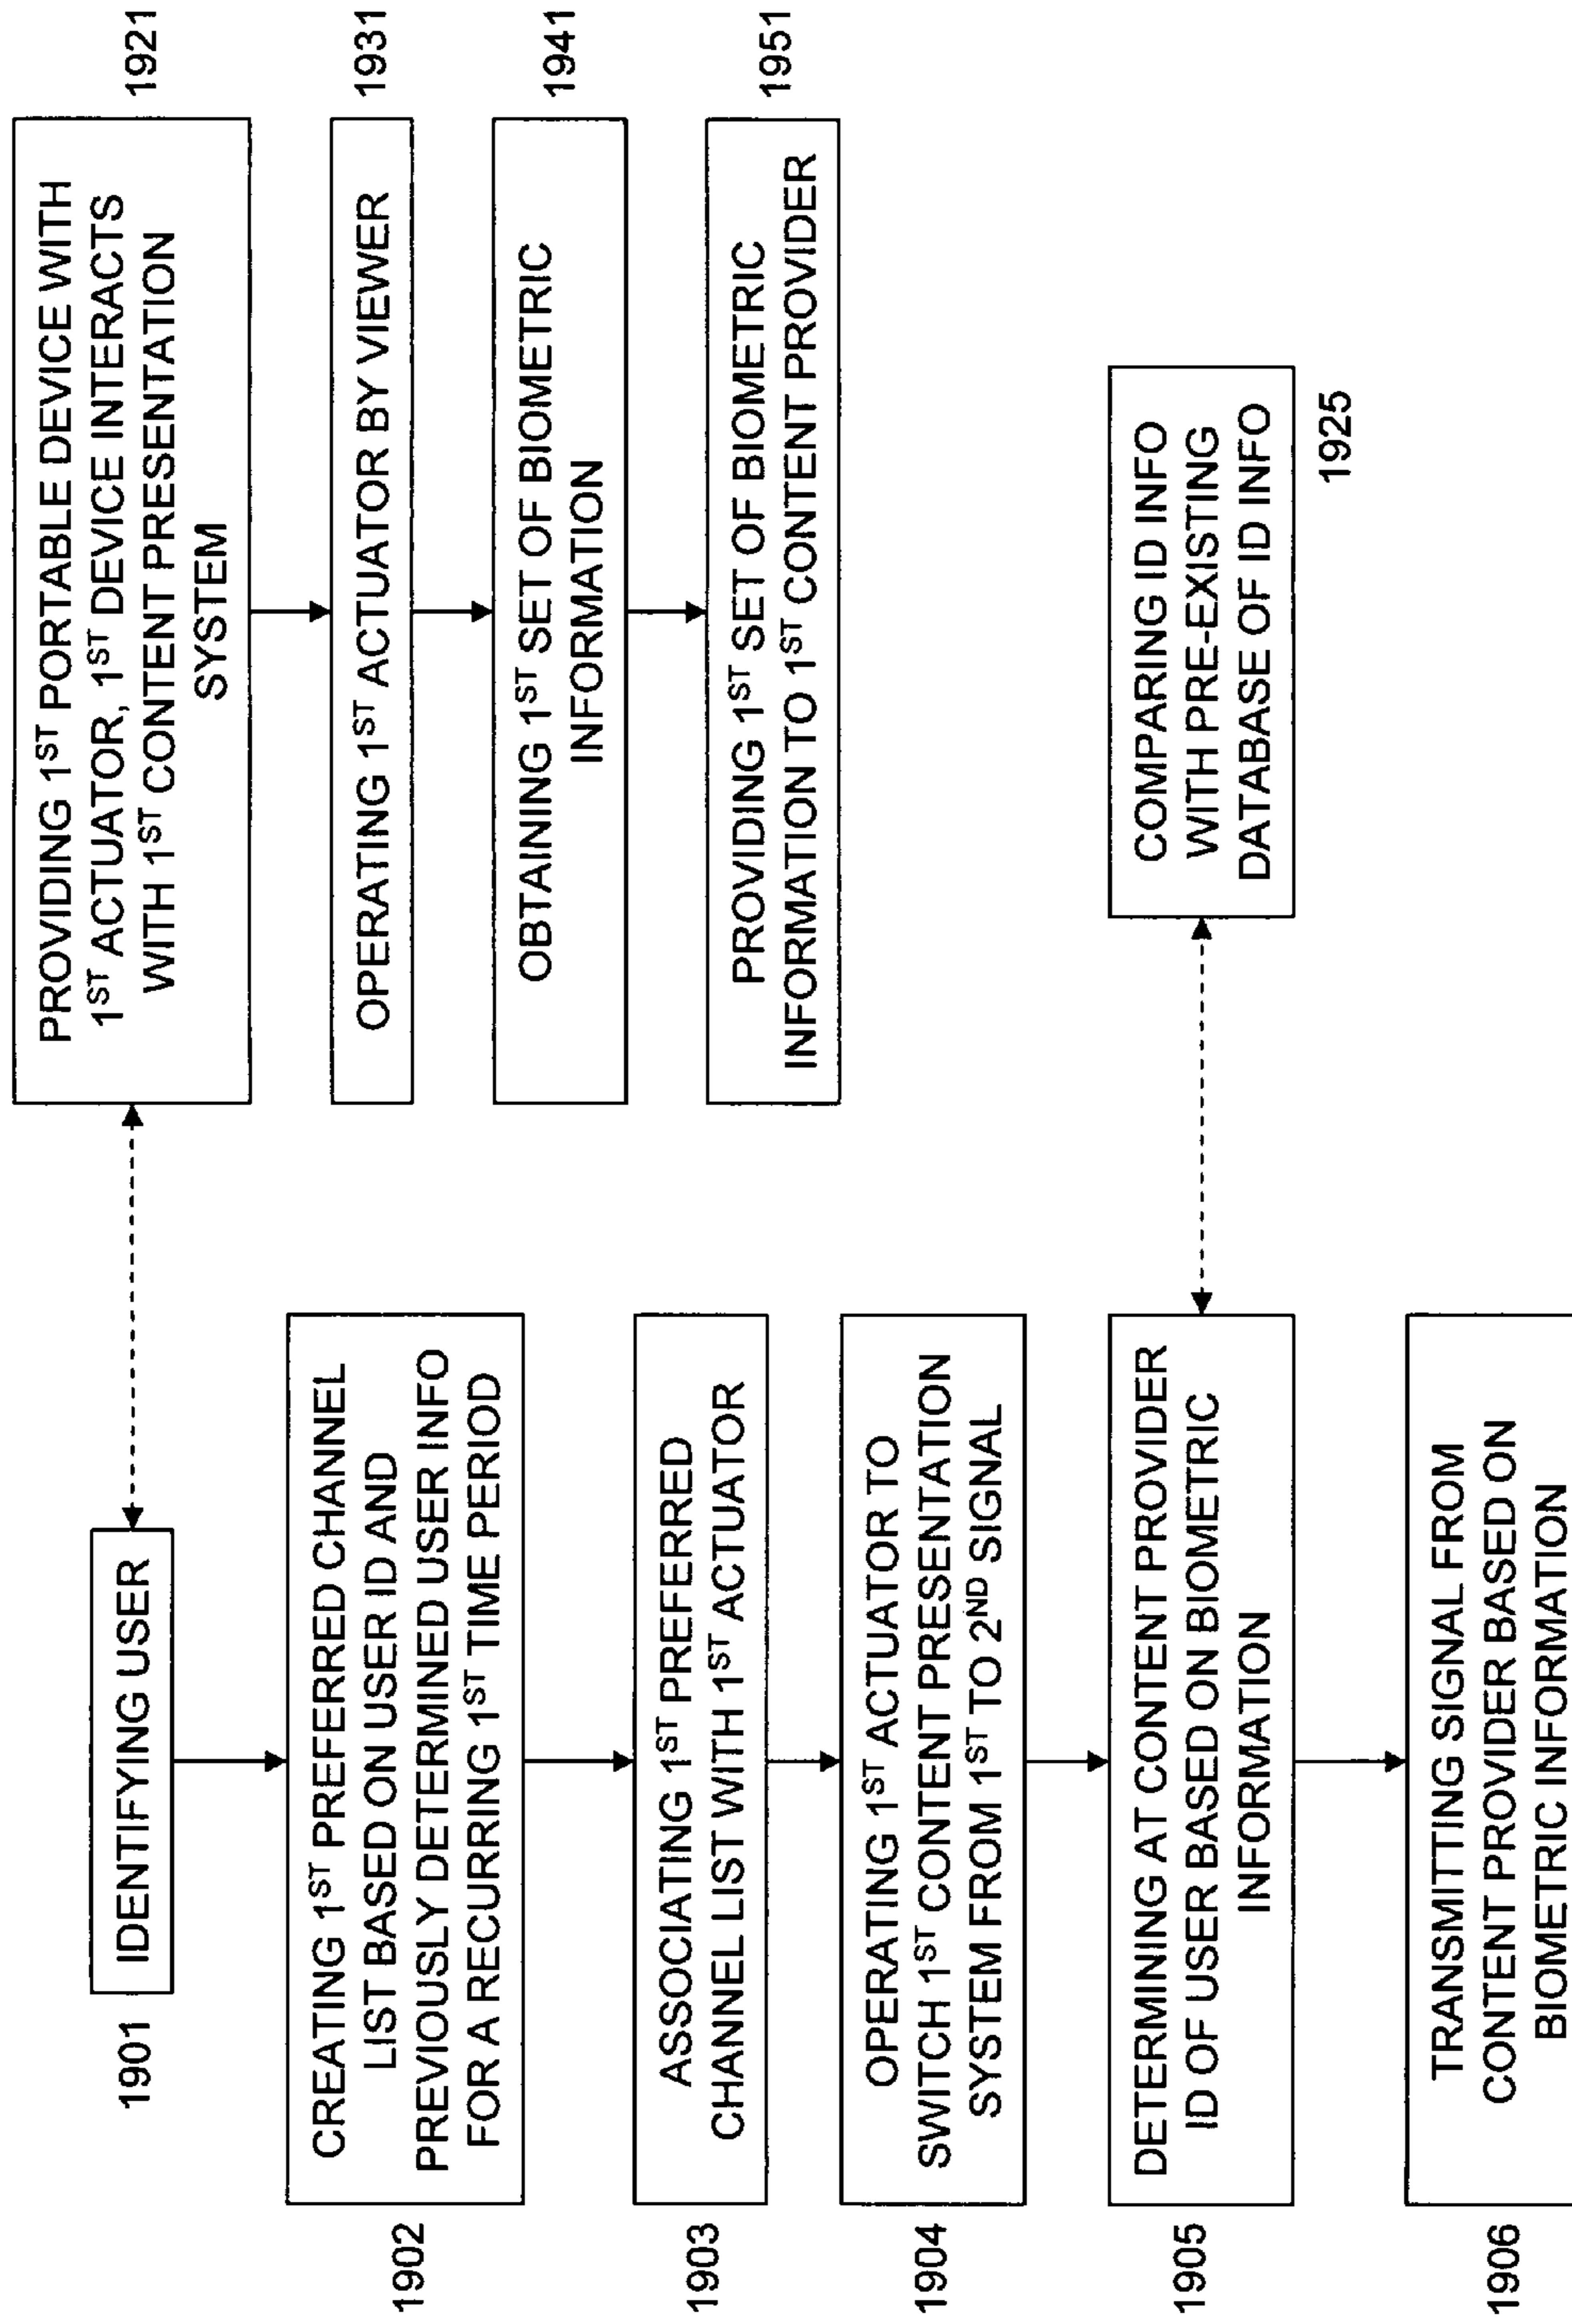 1901
IDENTIFYING USER
1902
CREATING 1ST PREFERRED CHANNEL
LIST BASED ON USER ID AND
PREVIOUSLY DETERMINED USER INFO
FOR A RECURRING 1ST TIME PERIOD
1903
ASSOCIATING 1ST PREFERRED
CHANNEL LIST WITH 1ST ACTUATOR
1904
OPERATING 1ST ACTUATOR TO
SWITCH 1ST CONTENT PRESENTATION
SYSTEM FROM 1ST TO 2ND SIGNAL
1905
DETERMINING AT CONTENT PROVIDER
ID OF USER BASED ON BIOMETRIC
INFORMATION
1906
TRANSMITTING SIGNAL FROM
CONTENT PROVIDER BASED ON
BIOMETRIC INFORMATION
PROVIDING 1ST PORTABLE DEVICE WITH
1ST ACTUATOR, 1ST DEVICE INTERACTS
WITH 1ST CONTENT PRESENTATION
SYSTEM
1921
OPERATING 1ST ACTUATOR BY VIEWER
1931
OBTAINING 1ST SET OF BIOMETRIC
INFORMATION
1941
PROVIDING 1ST SET OF BIOMETRIC
INFORMATION TO 1ST CONTENT PROVIDER
1951
COMPARING ID INFO
WITH PRE-EXISTING
DATABASE OF ID INFO
1925